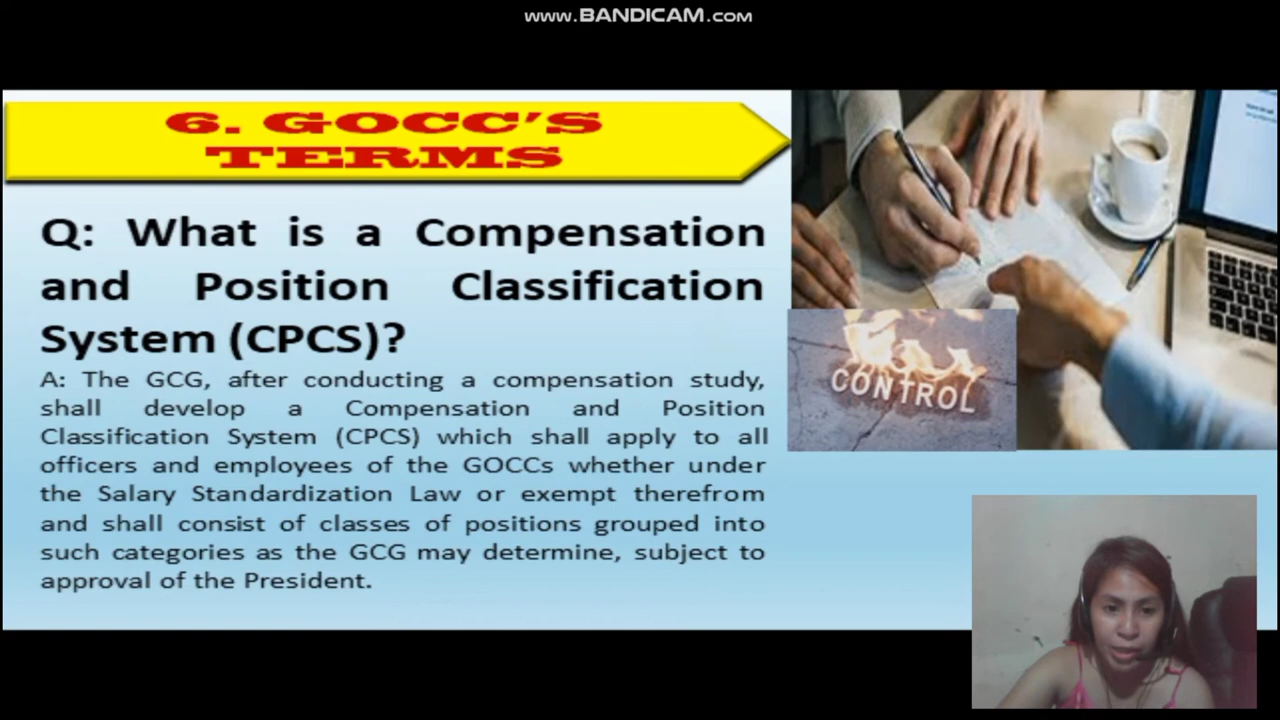 www.BANDICAM.com
6. GOCC'S
TERMS
Q: What is a Compensation
and Position Classification
System (CPCS)?
A: The GCG, after conducting a compensation study,
shall develop a Compensation and Position
Classification System (CPCS) which shall apply to all
officers and employees of the GOCCs whether under
the Salary Standardization Law or exempt therefrom
and shall consist of classes of positions grouped into
such categories as the GCG may determine, subject to
approval of the President.
CONTROL